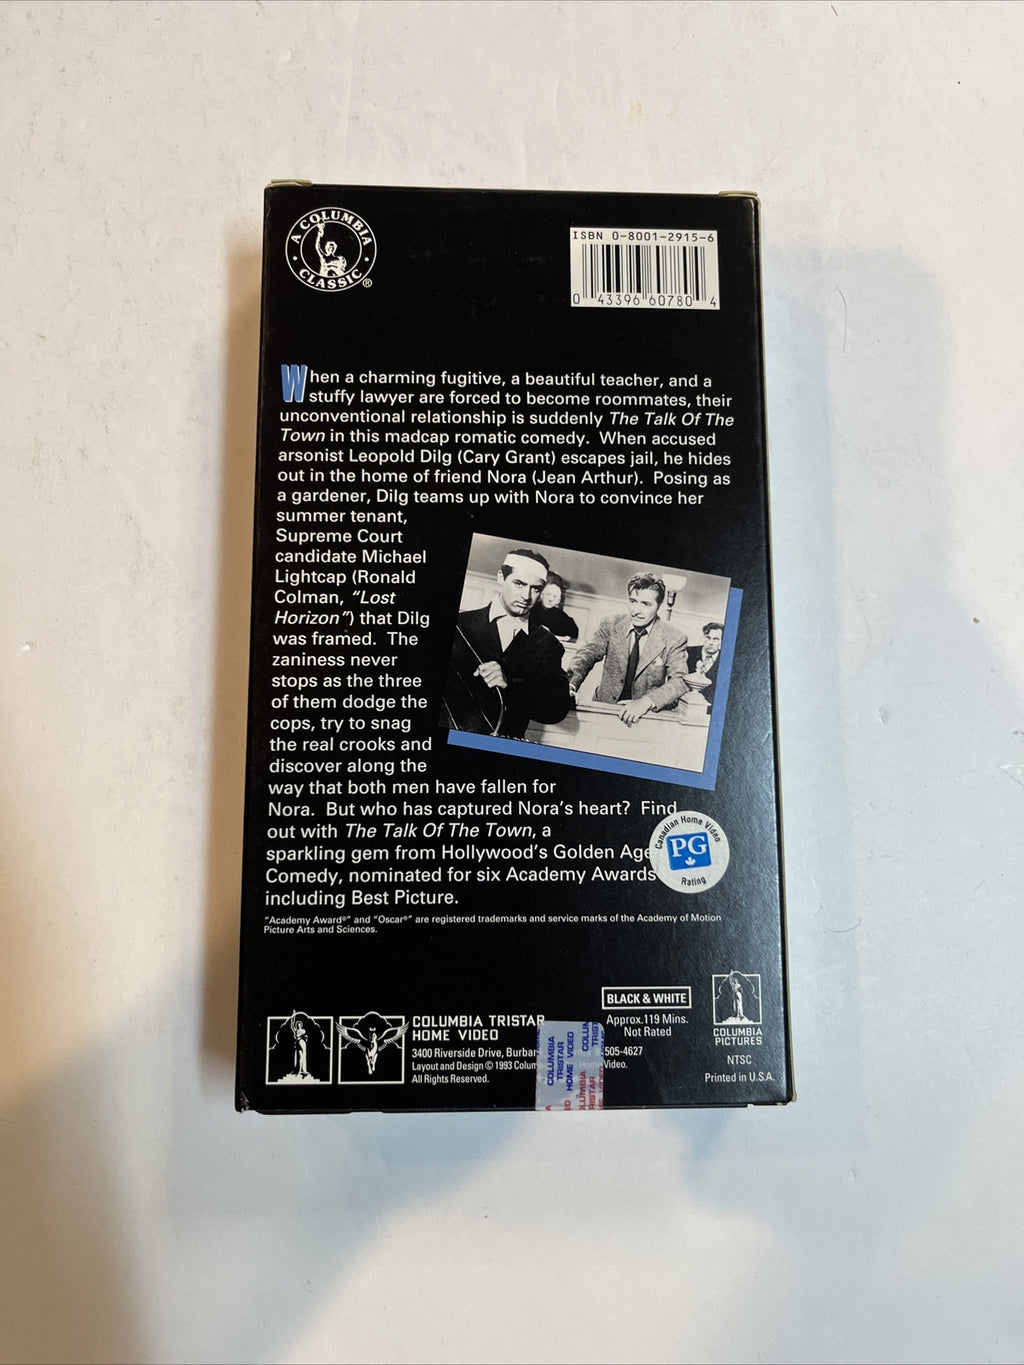 A COLUMBIA CLASSIC ®
ISBN 0-8001-2915-6
0 43396 60780 4
When a charming fugitive, a beautiful teacher, and a
stuffy lawyer are forced to become roommates, their
unconventional relationship is suddenly The Talk Of The
Town in this madcap romatic comedy. When accused
arsonist Leopold Dilg (Cary Grant) escapes jail, he hides
out in the home of friend Nora (Jean Arthur). Posing as
a gardener, Dilg teams up with Nora to convince her
summer tenant,
Supreme Court
candidate Michael
Lightcap (Ronald
Colman, "Lost
Horizon") that Dilg
was framed. The
zaniness never
stops as the three
of them dodge the
cops, try to snag
the real crooks and
discover along the
way that both men have fallen for
Nora. But who has captured Nora's heart? Find
out with The Talk Of The Town, a
sparkling gem from Hollywood's Golden Age
Comedy, nominated for six Academy Awards
including Best Picture.
Canadian Home Video
PG
Rating
"Academy Award®" and "Oscar®" are registered trademarks and service marks of the Academy of Motion
Picture Arts and Sciences.
COLUMBIA TRISTAR
HOME VIDEO
3400 Riverside Drive, Burban 505-4627
Layout and Design © 1993 Colum Home Video.
All Rights Reserved.
BLACK & WHITE
Approx.119 Mins.
Not Rated
COLUMBIA
PICTURES
NTSC
Printed in U.S.A.
COLUMBIA
TRISTAR
HOME VIDEO